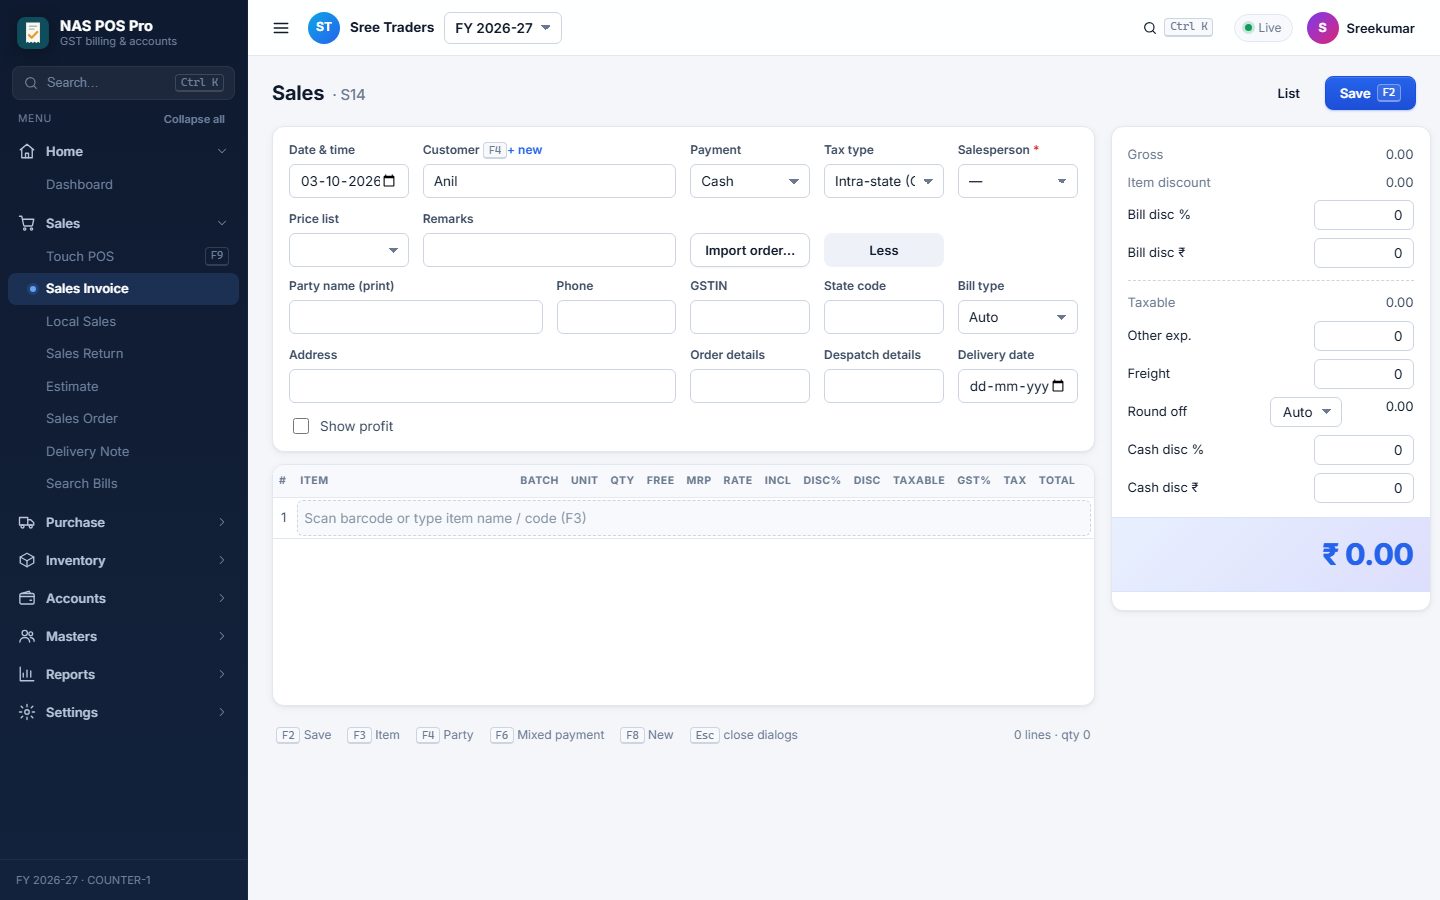 NAS POS Pro
GST billing & accounts
Search... Ctrl K
MENU Collapse all
Home
Dashboard
Sales
Touch POS F9
Sales Invoice
Local Sales
Sales Return
Estimate
Sales Order
Delivery Note
Search Bills
Purchase
Inventory
Accounts
Masters
Reports
Settings
FY 2026-27 · COUNTER-1
ST Sree Traders FY 2026-27 Ctrl K Live S Sreekumar
Sales · S14 List Save F2
Date & time Customer F4 + new Payment Tax type Salesperson *
03-10-2026 Anil Cash Intra-state (G —
Price list Remarks
Import order... Less
Party name (print) Phone GSTIN State code Bill type
Auto
Address Order details Despatch details Delivery date
dd-mm-yyy
Show profit
# ITEM BATCH UNIT QTY FREE MRP RATE INCL DISC% DISC TAXABLE GST% TAX TOTAL
1 Scan barcode or type item name / code (F3)
F2 Save F3 Item F4 Party F6 Mixed payment F8 New Esc close dialogs 0 lines · qty 0
Gross 0.00
Item discount 0.00
Bill disc % 0
Bill disc ₹ 0
Taxable 0.00
Other exp. 0
Freight 0
Round off Auto 0.00
Cash disc % 0
Cash disc ₹ 0
₹ 0.00